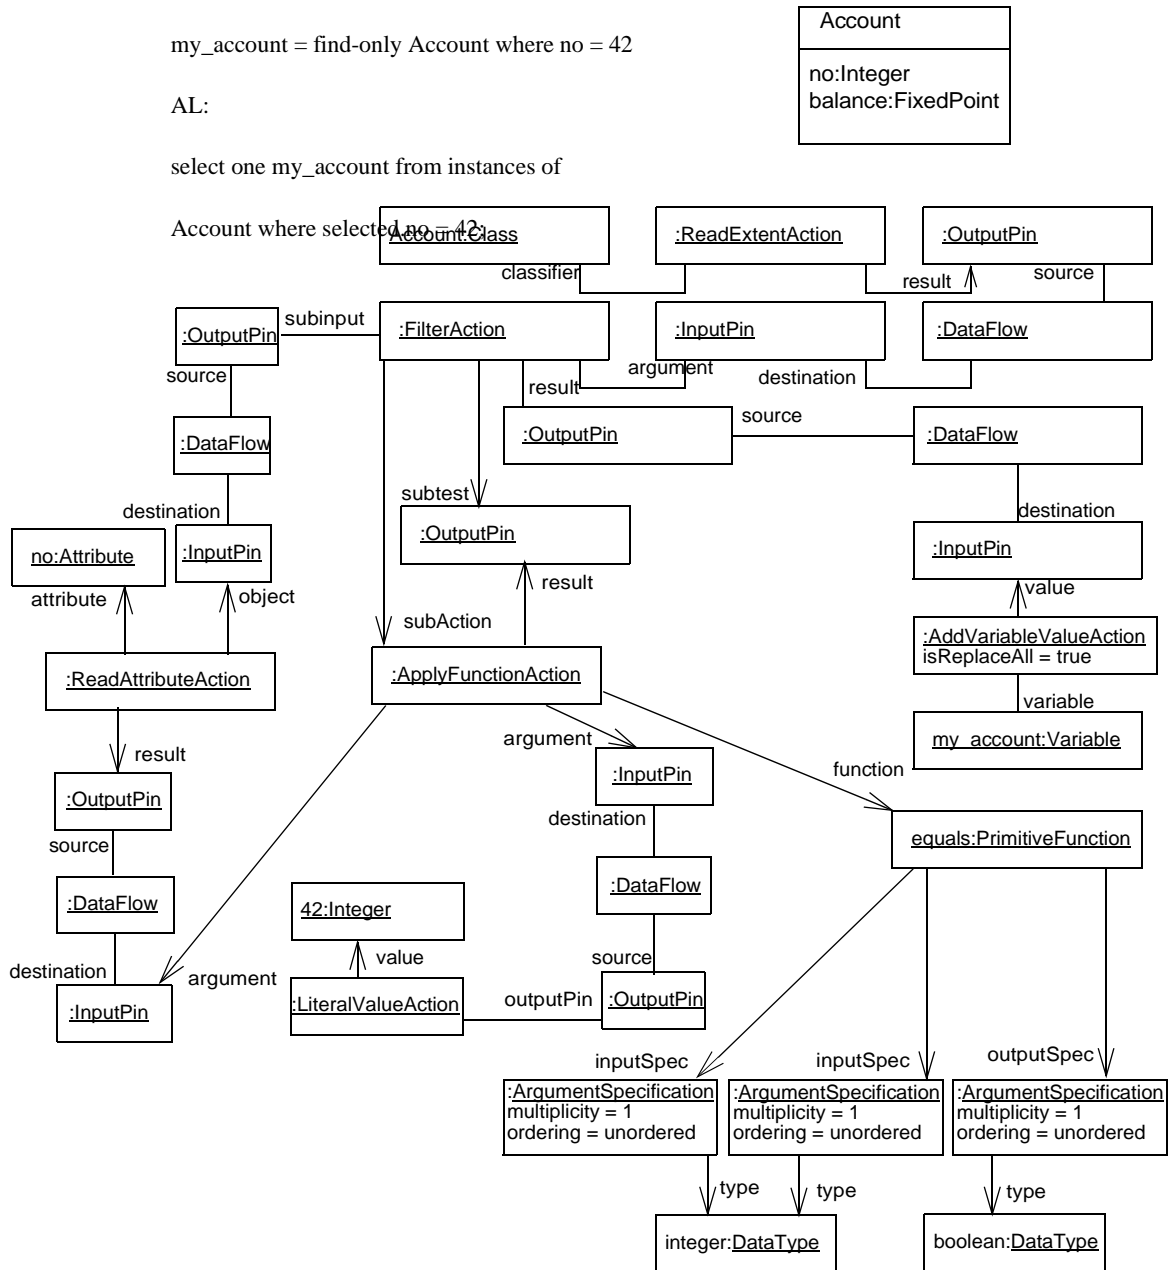 my_account = find-only Account where no = 42
Account
no:Integer
balance:FixedPoint
AL:
select one my_account from instances of
Account where selected.no = 42;
Account:Class
:ReadExtentAction
:OutputPin
classifier
result
source
:OutputPin
subinput
:FilterAction
:InputPin
:DataFlow
source
result
argument
destination
:DataFlow
:OutputPin
source
:DataFlow
destination
subtest
destination
no:Attribute
:InputPin
:OutputPin
:InputPin
attribute
object
result
value
subAction
:ReadAttributeAction
:ApplyFunctionAction
:AddVariableValueAction
isReplaceAll = true
variable
result
argument
my_account:Variable
:OutputPin
:InputPin
function
source
destination
equals:PrimitiveFunction
:DataFlow
42:Integer
:DataFlow
destination
argument
value
source
:InputPin
:LiteralValueAction
outputPin
:OutputPin
inputSpec
inputSpec
outputSpec
:ArgumentSpecification
multiplicity = 1
ordering = unordered
:ArgumentSpecification
multiplicity = 1
ordering = unordered
:ArgumentSpecification
multiplicity = 1
ordering = unordered
type
type
type
integer:DataType
boolean:DataType